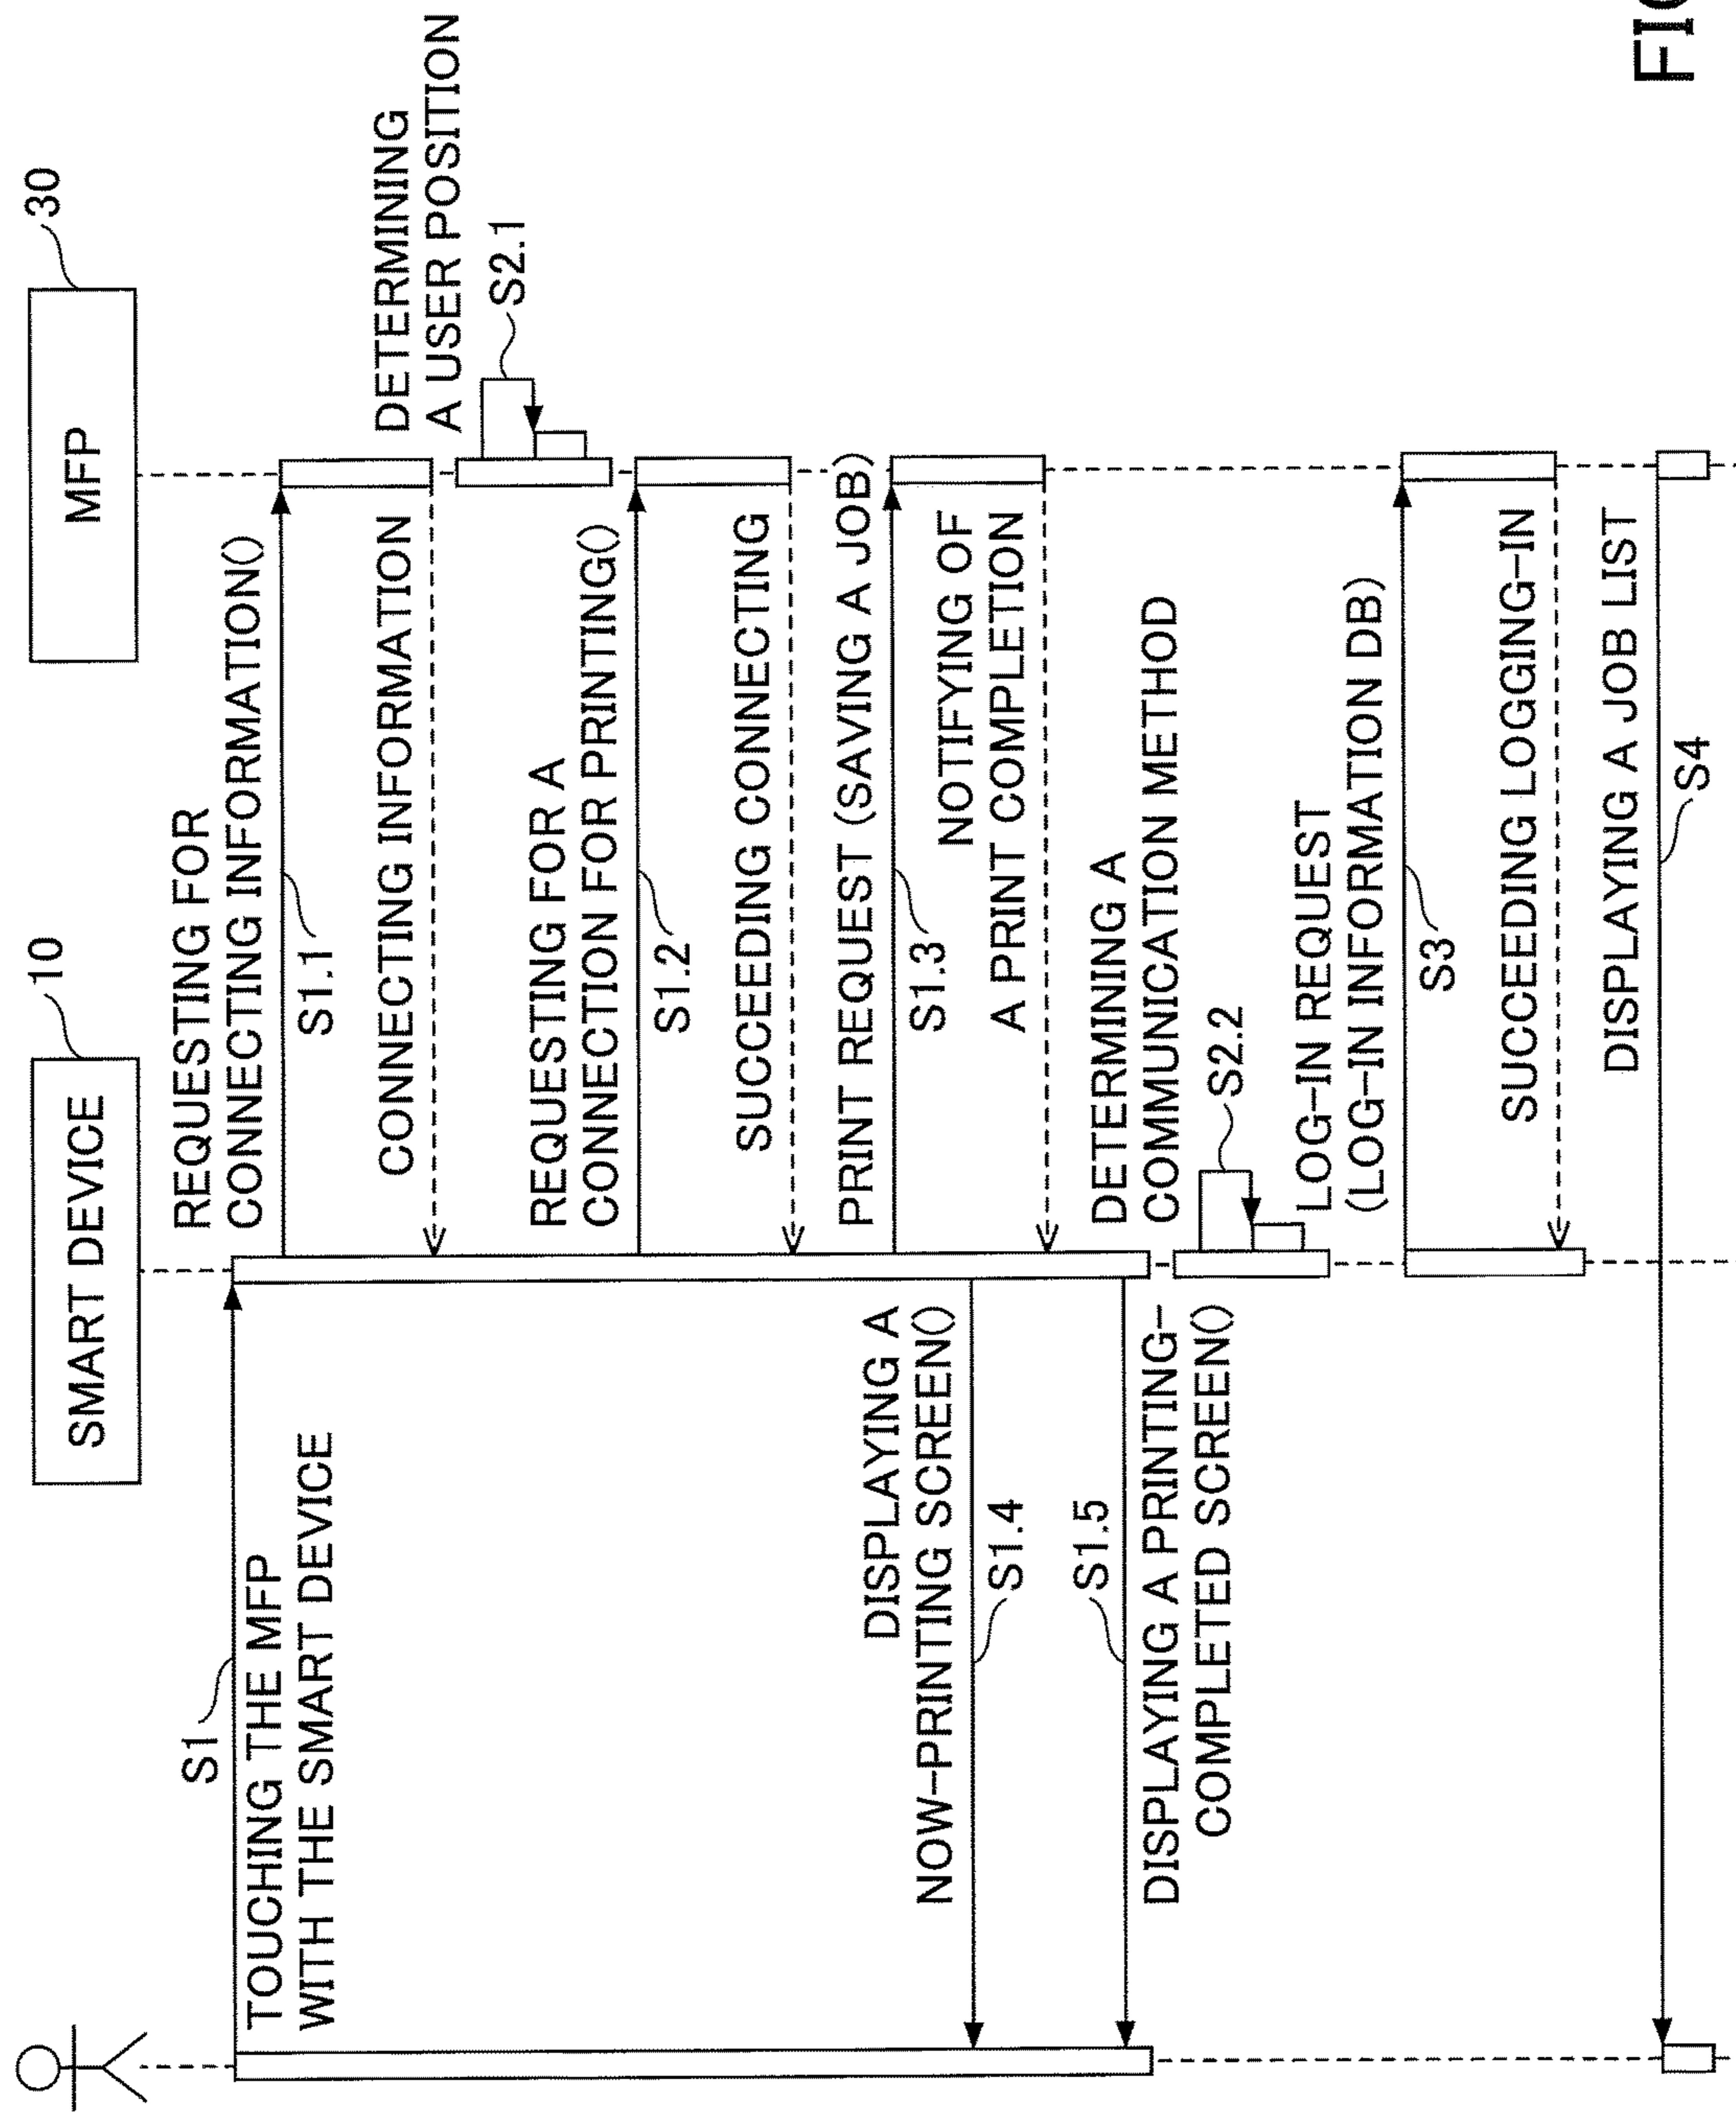 SMART DEVICE
10
MFP
30
S1
TOUCHING THE MFP
WITH THE SMART DEVICE
REQUESTING FOR
CONNECTING INFORMATION()
S1.1
CONNECTING INFORMATION
DETERMINING
A USER POSITION
S2.1
REQUESTING FOR A
CONNECTION FOR PRINTING()
S1.2
SUCCEEDING CONNECTING
PRINT REQUEST (SAVING A JOB)
S1.3
DISPLAYING A
NOW-PRINTING SCREEN()
S1.4
NOTIFYING OF
A PRINT COMPLETION
S1.5
DISPLAYING A PRINTING-
COMPLETED SCREEN()
DETERMINING A
COMMUNICATION METHOD
S2.2
LOG-IN REQUEST
(LOG-IN INFORMATION DB)
S3
SUCCEEDING LOGGING-IN
DISPLAYING A JOB LIST
S4